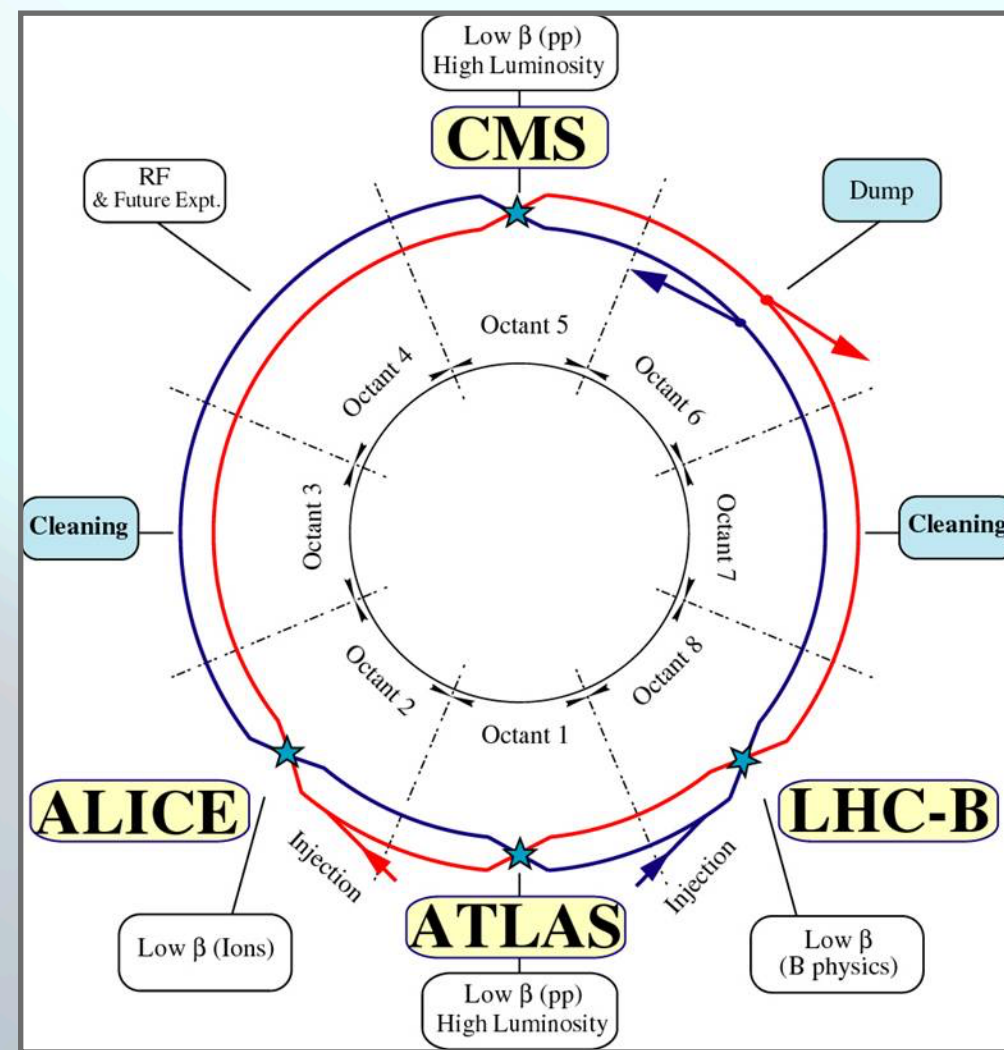 Low β (pp)
High Luminosity
CMS
RF
& Future Expt.
Dump
Octant 5
Octant 4
Octant 6
Cleaning
Octant 3
Octant 7
Cleaning
Octant 2
Octant 8
Octant 1
ALICE
LHC-B
Injection
Injection
ATLAS
Low β (Ions)
Low β
(B physics)
Low β (pp)
High Luminosity